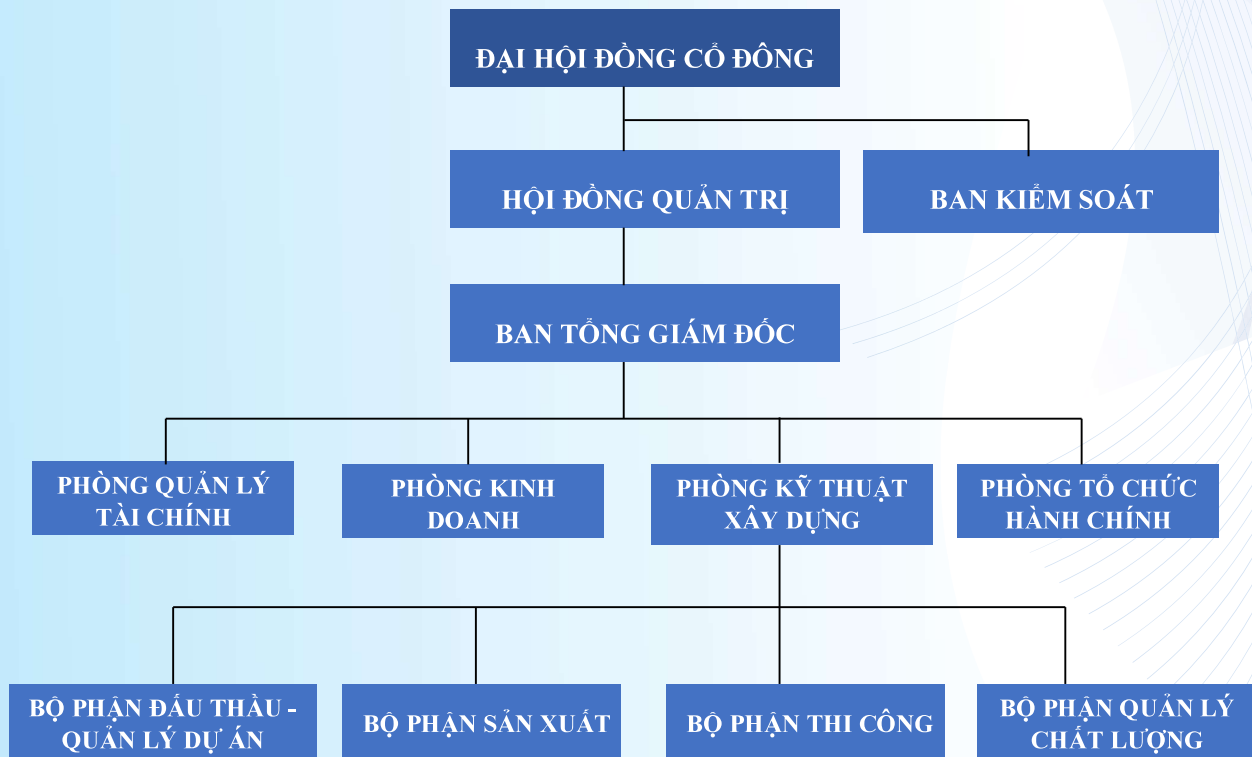 ĐẠI HỘI ĐỒNG CỔ ĐÔNG
HỘI ĐỒNG QUẢN TRỊ
BAN KIỂM SOÁT
BAN TỔNG GIÁM ĐỐC
PHÒNG QUẢN LÝ
TÀI CHÍNH
PHÒNG KINH
DOANH
PHÒNG KỸ THUẬT
XÂY DỰNG
PHÒNG TỔ CHỨC
HÀNH CHÍNH
BỘ PHẬN ĐẤU THẦU -
QUẢN LÝ DỰ ÁN
BỘ PHẬN SẢN XUẤT
BỘ PHẬN THI CÔNG
BỘ PHẬN QUẢN LÝ
CHẤT LƯỢNG